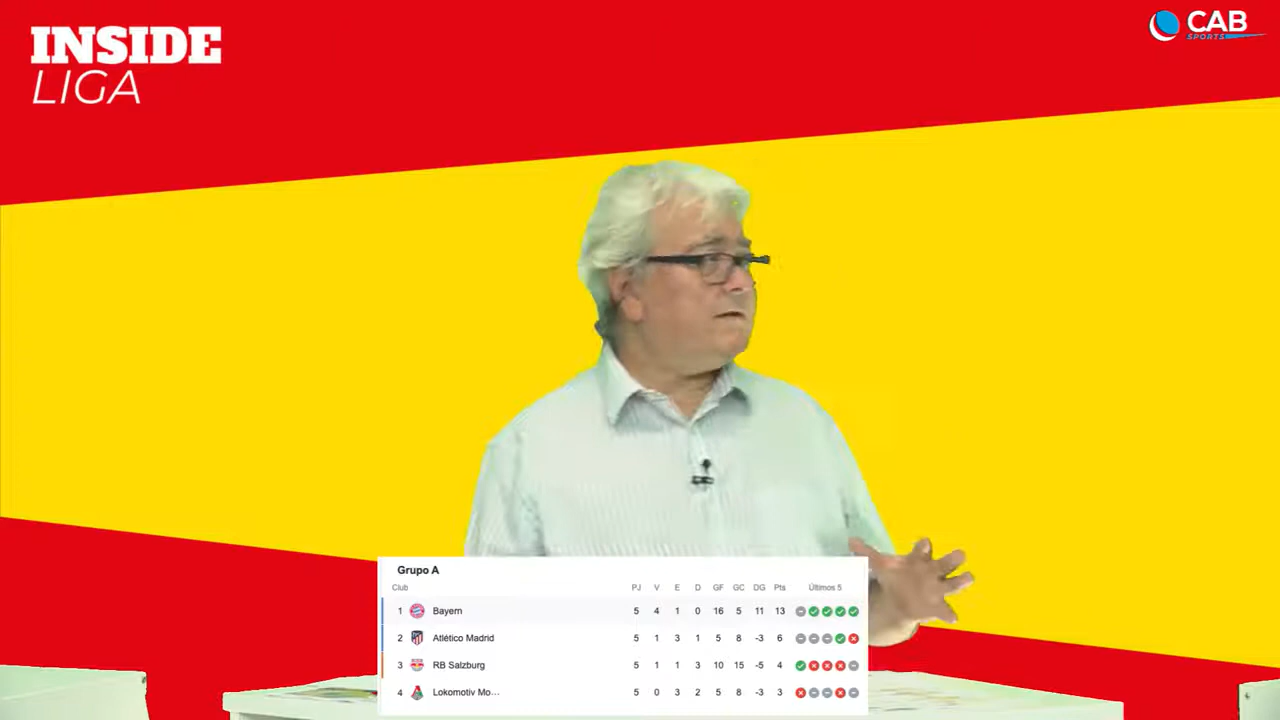 INSIDE
LIGA
CAB
SPORTS
Grupo A
Club PJ V E D GF GC DG Pts Últimos 5
1 Bayern 5 4 1 0 16 5 11 13
2 Atlético Madrid 5 1 3 1 5 8 -3 6
3 RB Salzburg 5 1 1 3 10 15 -5 4
4 Lokomotiv Mo... 5 0 3 2 5 8 -3 3